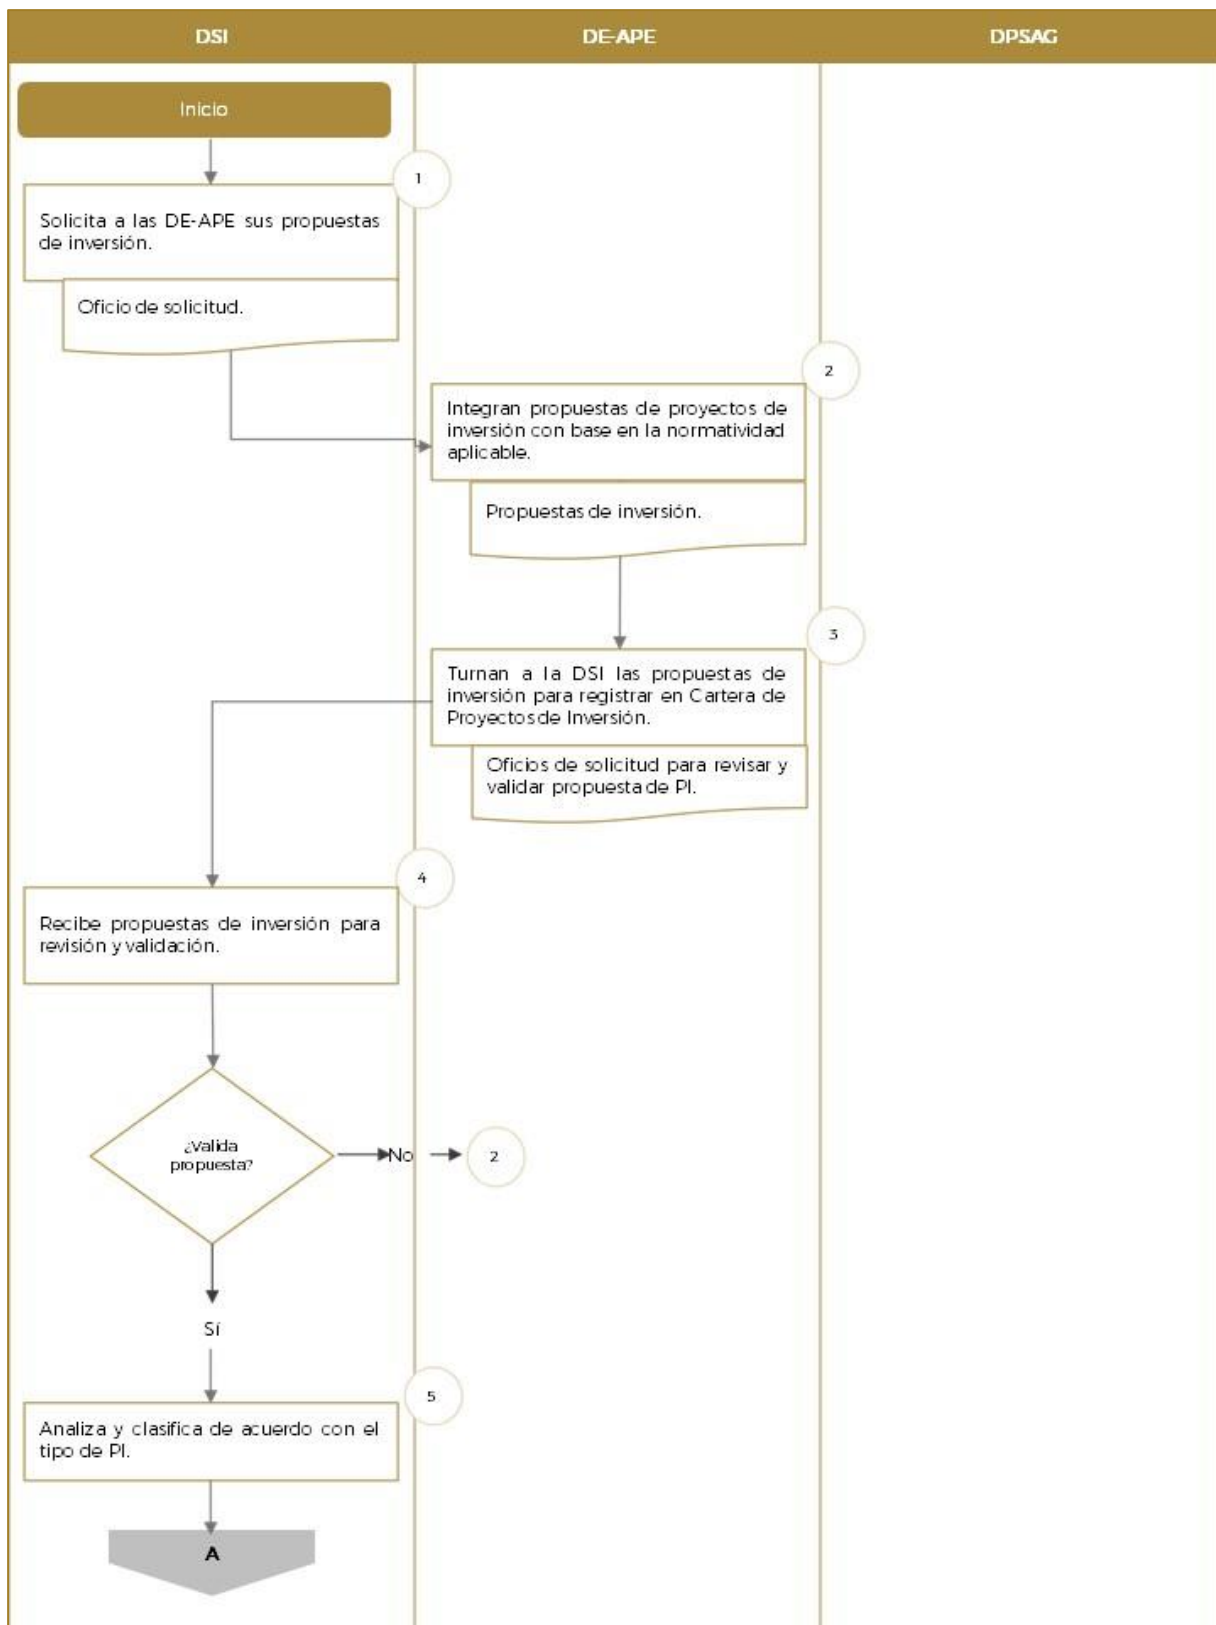 DSI
DE-APE
DPSAG
Inicio
1
Solicita a las DE-APE sus propuestas
de inversión.
Oficio de solicitud.
2
Integran propuestas de proyectos de
inversión con base en la normatividad
aplicable.
Propuestas de inversión.
3
Turnan a la DSI las propuestas de
inversión para registrar en Cartera de
Proyectos de Inversión.
Oficios de solicitud para revisar y
validar propuesta de PI.
4
Recibe propuestas de inversión para
revisión y validación.
¿Valida
propuesta?
No
2
Sí
5
Analiza y clasifica de acuerdo con el
tipo de PI.
A